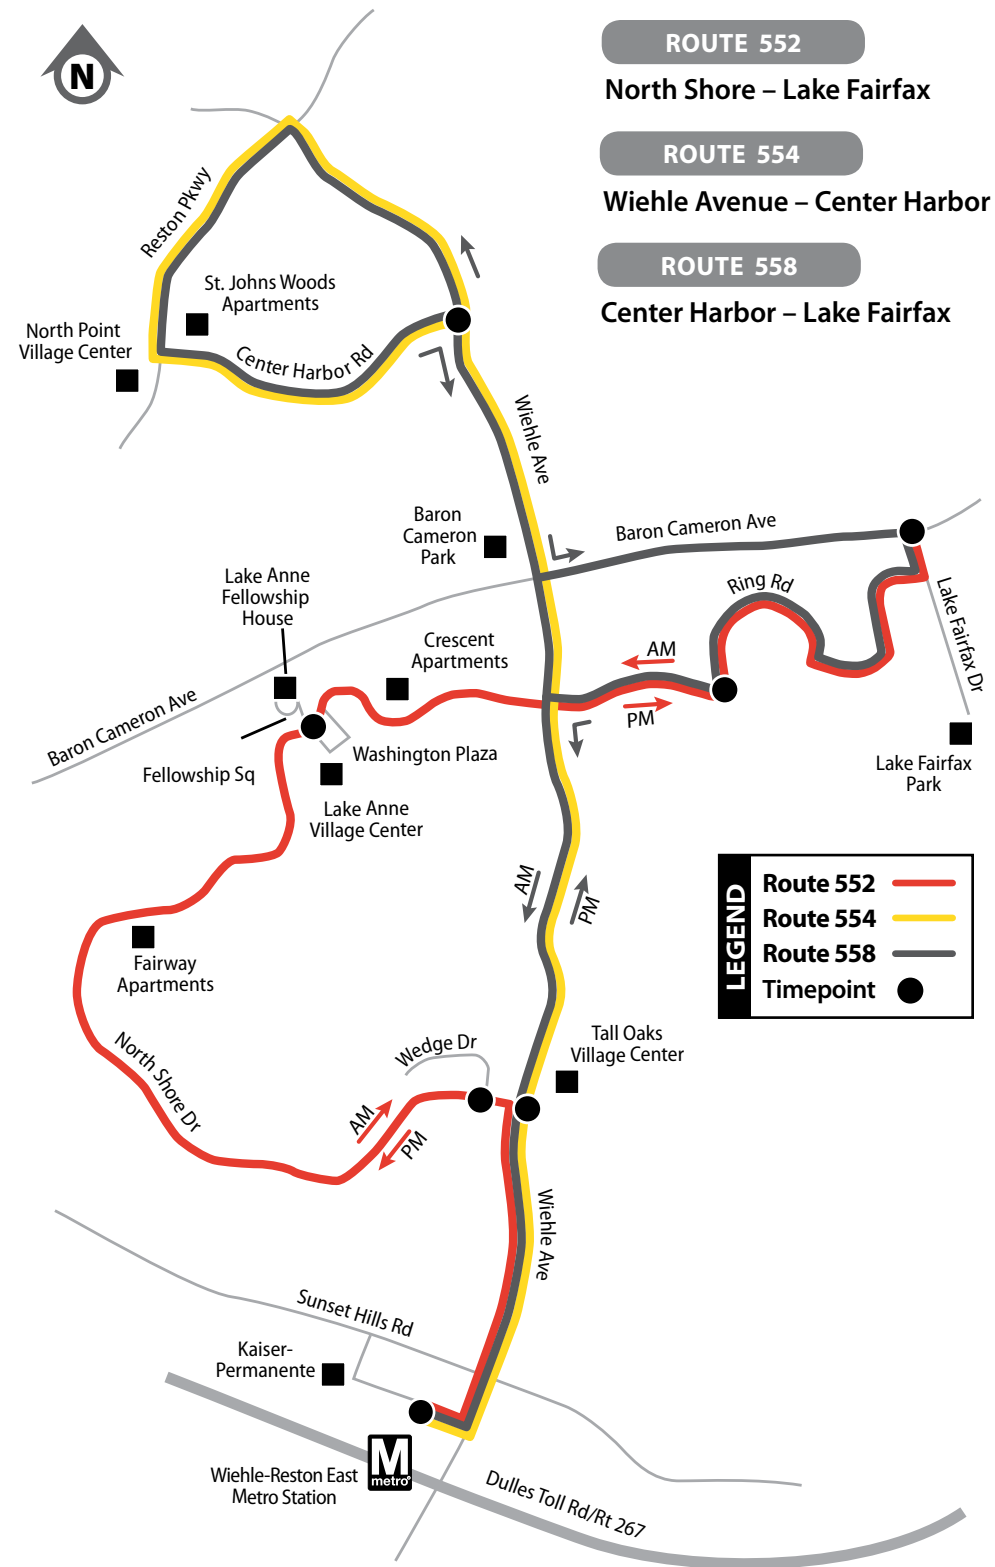 N
ROUTE 552
North Shore – Lake Fairfax
ROUTE 554
Wiehle Avenue – Center Harbor
ROUTE 558
Center Harbor – Lake Fairfax
Reston Pkwy
St. Johns Woods
Apartments
North Point
Village Center
Center Harbor Rd
Wiehle Ave
Baron
Cameron
Park
Baron Cameron Ave
Lake Anne
Fellowship
House
Ring Rd
Lake Fairfax Dr
Crescent
Apartments
AM
PM
Baron Cameron Ave
Washington Plaza
Fellowship Sq
Lake Fairfax
Park
Lake Anne
Village Center
AM
PM
LEGEND
Route 552
Route 554
Route 558
Timepoint
Fairway
Apartments
North Shore Dr
Wedge Dr
Tall Oaks
Village Center
AM
PM
Wiehle Ave
Sunset Hills Rd
Kaiser-
Permanente
M
metro
Wiehle-Reston East
Metro Station
Dulles Toll Rd/Rt 267